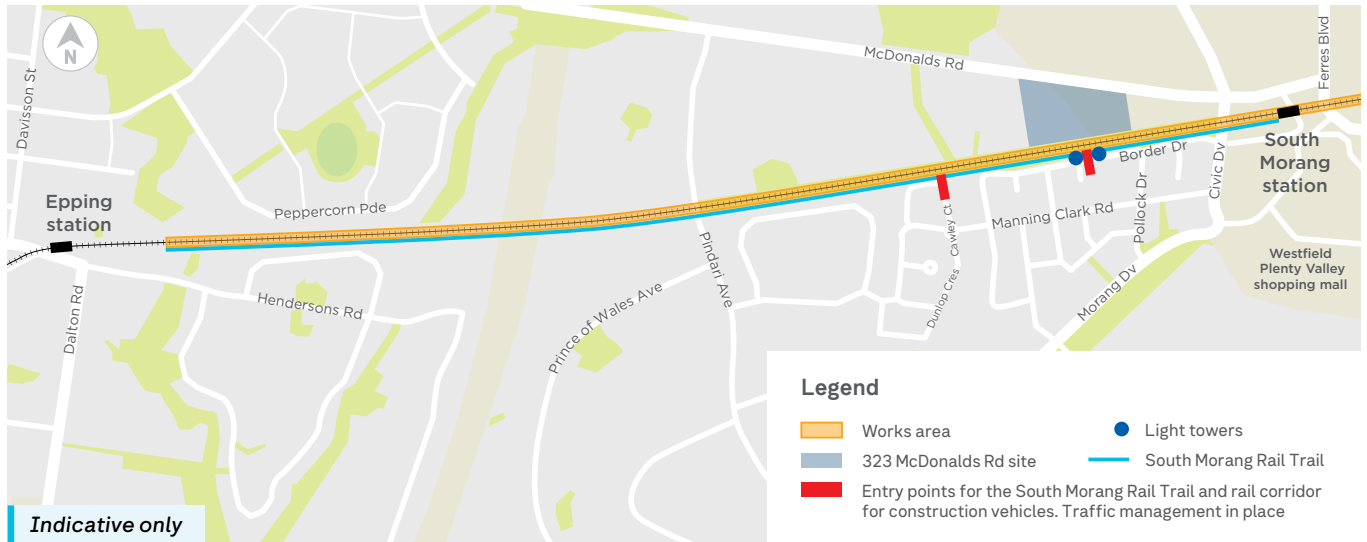 N
Davisson St
McDonalds Rd
Ferres Blvd
Epping
station
Peppercorn Pde
Dalton Rd
Hendersons Rd
Prince of Wales Ave
Pindari Ave
Dunlop Cres
Cawley Ct
Manning Clark Rd
Border Dr
Pollock Dr
Civic Dv
Morang Dv
South
Morang
station
Westfield
Plenty Valley
shopping mall
Legend
Works area
Light towers
323 McDonalds Rd site
South Morang Rail Trail
Entry points for the South Morang Rail Trail and rail corridor
for construction vehicles. Traffic management in place
Indicative only